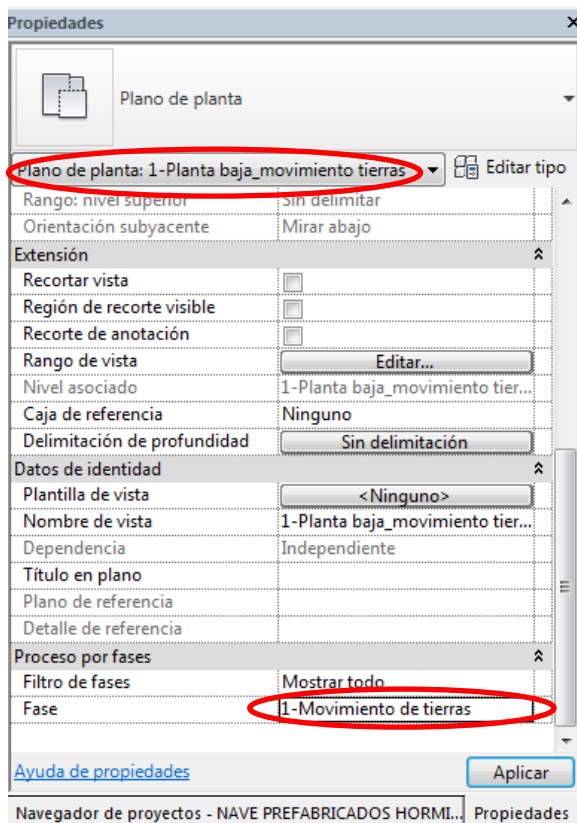 Propiedades
Plano de planta
Plano de planta: 1-Planta baja_movimiento tierras Editar tipo
Rango: nivel superior Sin delimitar
Orientación subyacente Mirar abajo
Extensión
Recortar vista
Región de recorte visible
Recorte de anotación
Rango de vista Editar...
Nivel asociado 1-Planta baja_movimiento tier...
Caja de referencia Ninguno
Delimitación de profundidad Sin delimitación
Datos de identidad
Plantilla de vista <Ninguno>
Nombre de vista 1-Planta baja_movimiento tier...
Dependencia Independiente
Título en plano
Plano de referencia
Detalle de referencia
Proceso por fases
Filtro de fases Mostrar todo
Fase 1-Movimiento de tierras
Ayuda de propiedades Aplicar
Navegador de proyectos - NAVE PREFABRICADOS HORMI... Propiedades